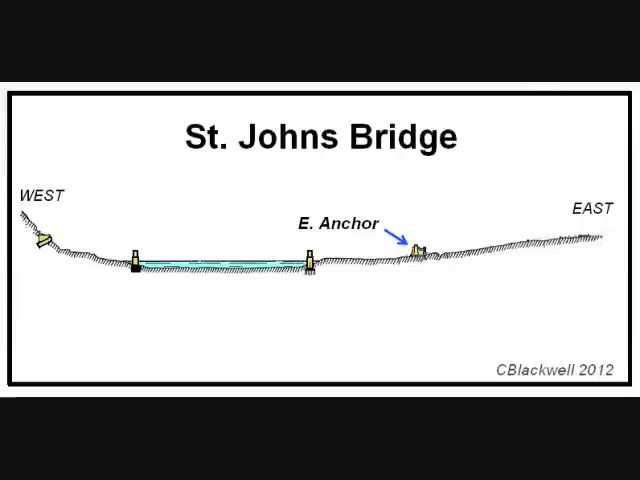 St. Johns Bridge
WEST
EAST
E. Anchor
CBlackwell 2012